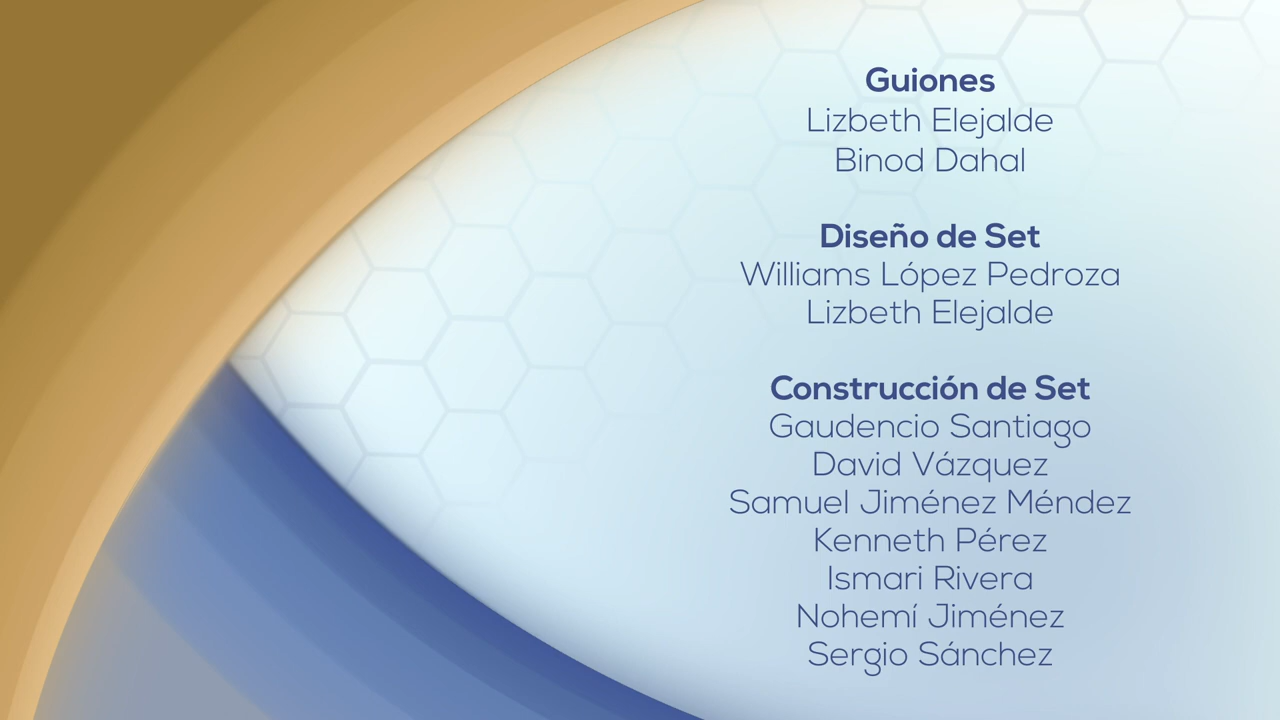 Guiones
Lizbeth Elejalde
Binod Dahal
Diseño de Set
Williams López Pedroza
Lizbeth Elejalde
Construcción de Set
Gaudencio Santiago
David Vázquez
Samuel Jiménez Méndez
Kenneth Pérez
Ismari Rivera
Nohemí Jiménez
Sergio Sánchez